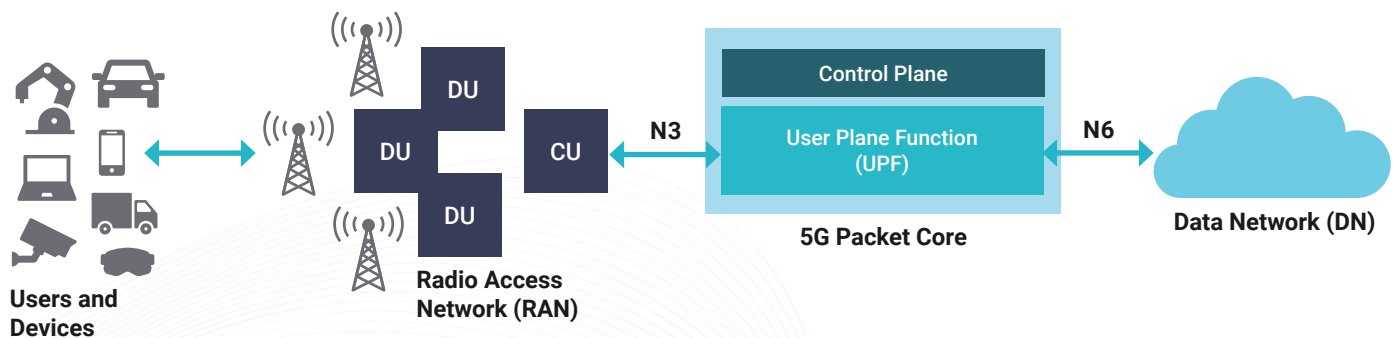 Users and
Devices
DU
DU
DU
CU
Radio Access
Network (RAN)
N3
Control Plane
User Plane Function
(UPF)
5G Packet Core
N6
Data Network (DN)